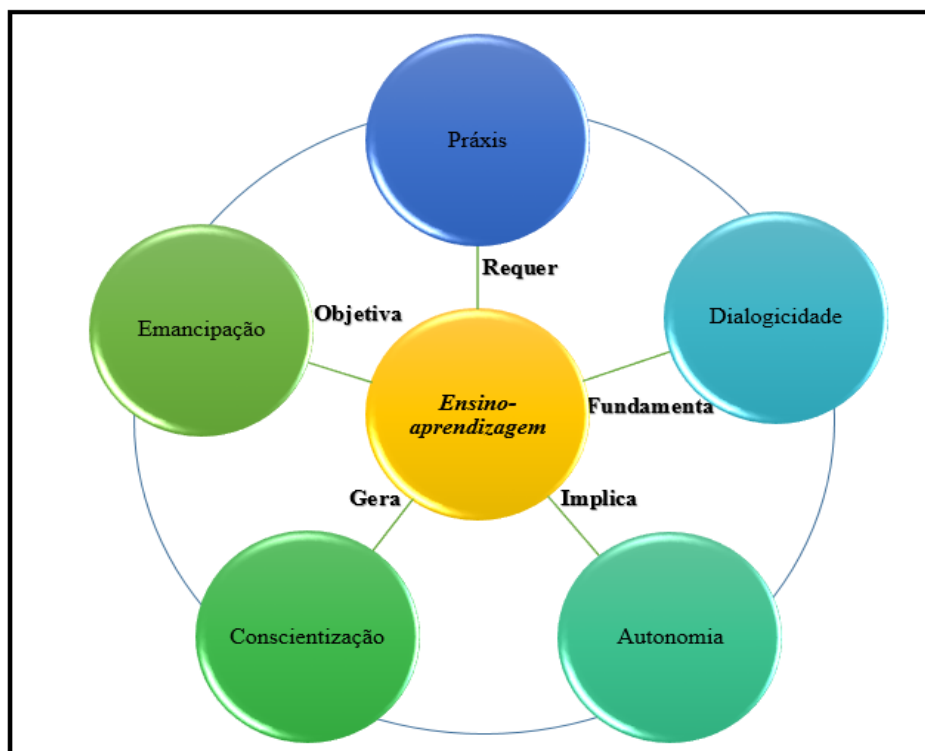 Práxis
Requer
Dialogicidade
Emancipação
Objetiva
Ensino-
aprendizagem
Fundamenta
Gera
Implica
Conscientização
Autonomia